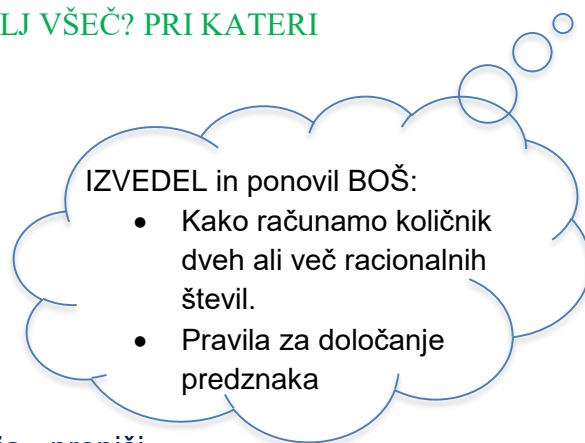 LJ VŠEČ? PRI KATERI
IZVEDEL in ponovil BOŠ:
• Kako računamo količnik
dveh ali več racionalnih
števil.
• Pravila za določanje
predznaka